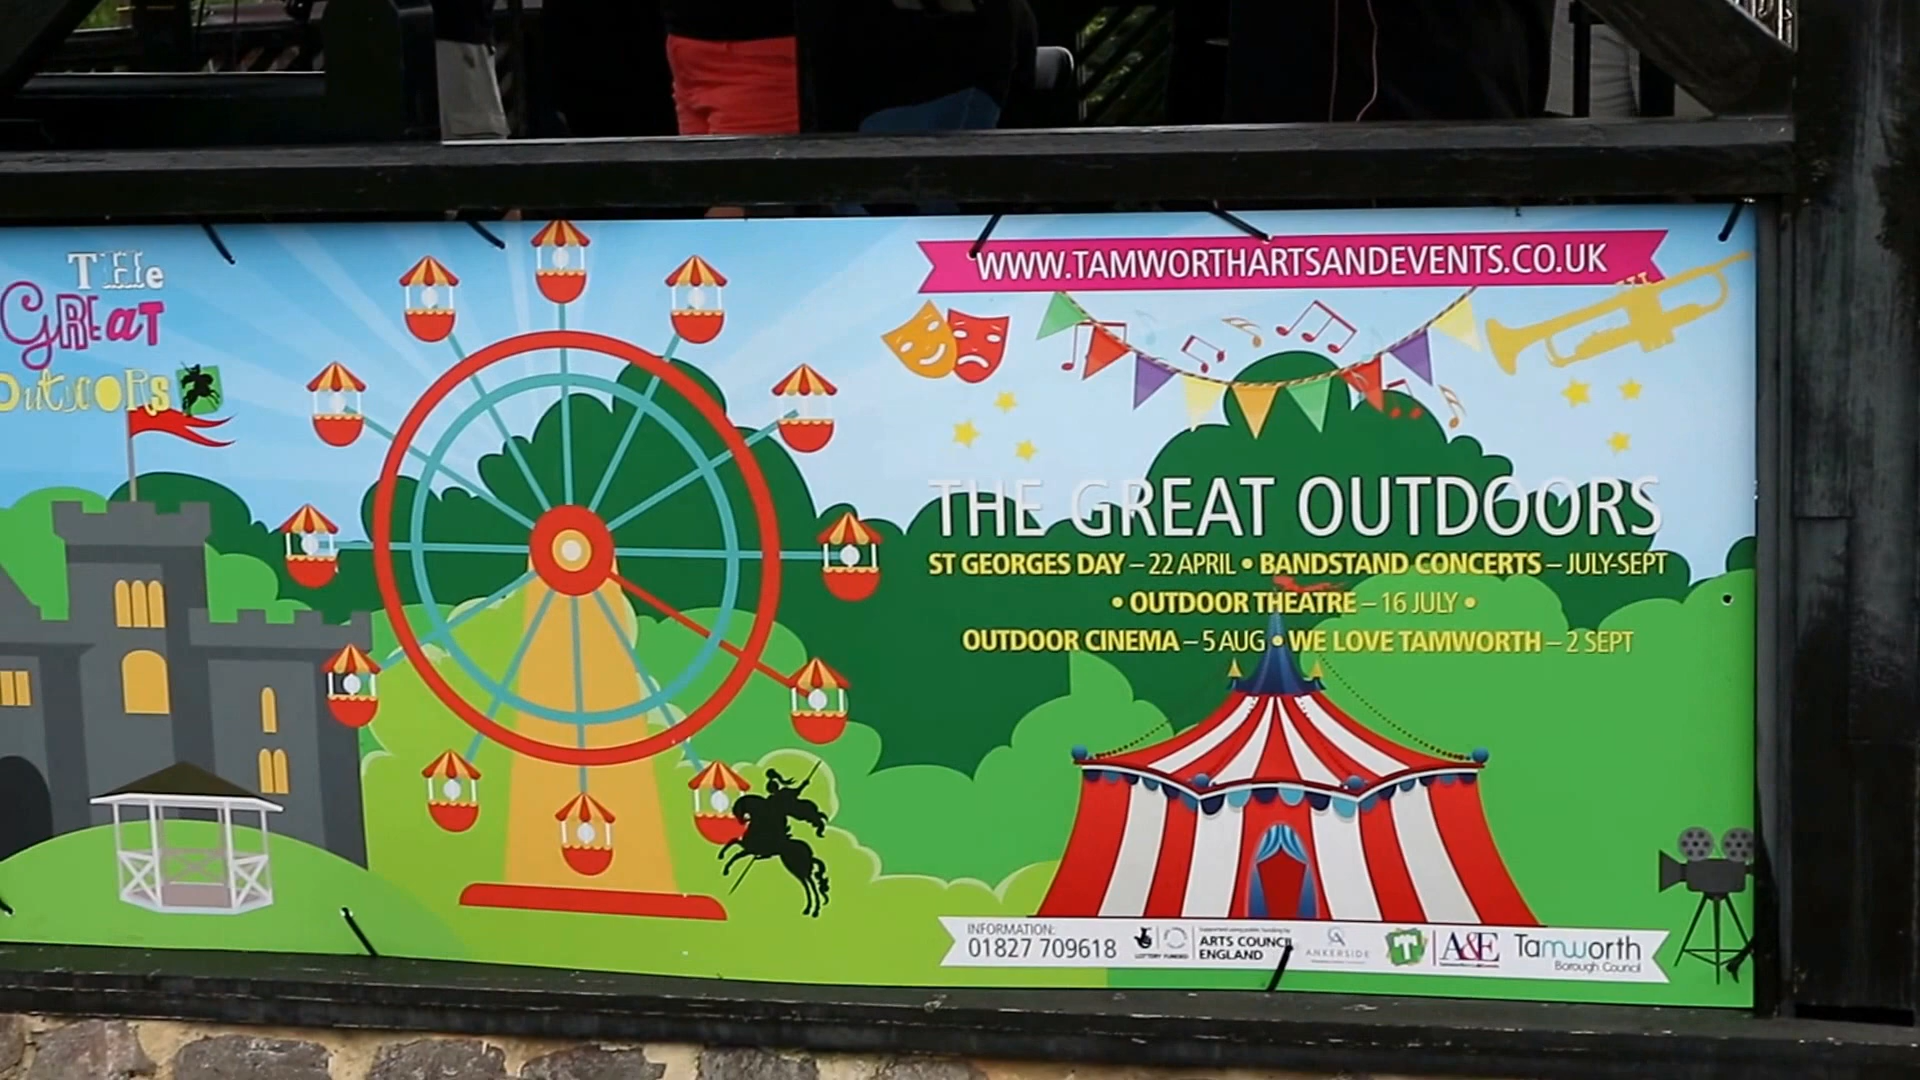 THe
GREaT
OutdOORS
WWW.TAMWORTHARTSANDEVENTS.CO.UK
THE GREAT OUTDOORS
ST GEORGES DAY – 22 APRIL • BANDSTAND CONCERTS – JULY-SEPT
• OUTDOOR THEATRE – 16 JULY •
OUTDOOR CINEMA – 5 AUG • WE LOVE TAMWORTH – 2 SEPT
INFORMATION:
01827 709618
LOTTERY FUNDED
Supported using public funding by
ARTS COUNCIL
ENGLAND
ANKERSIDE
T
A&E
Tamworth
Borough Council